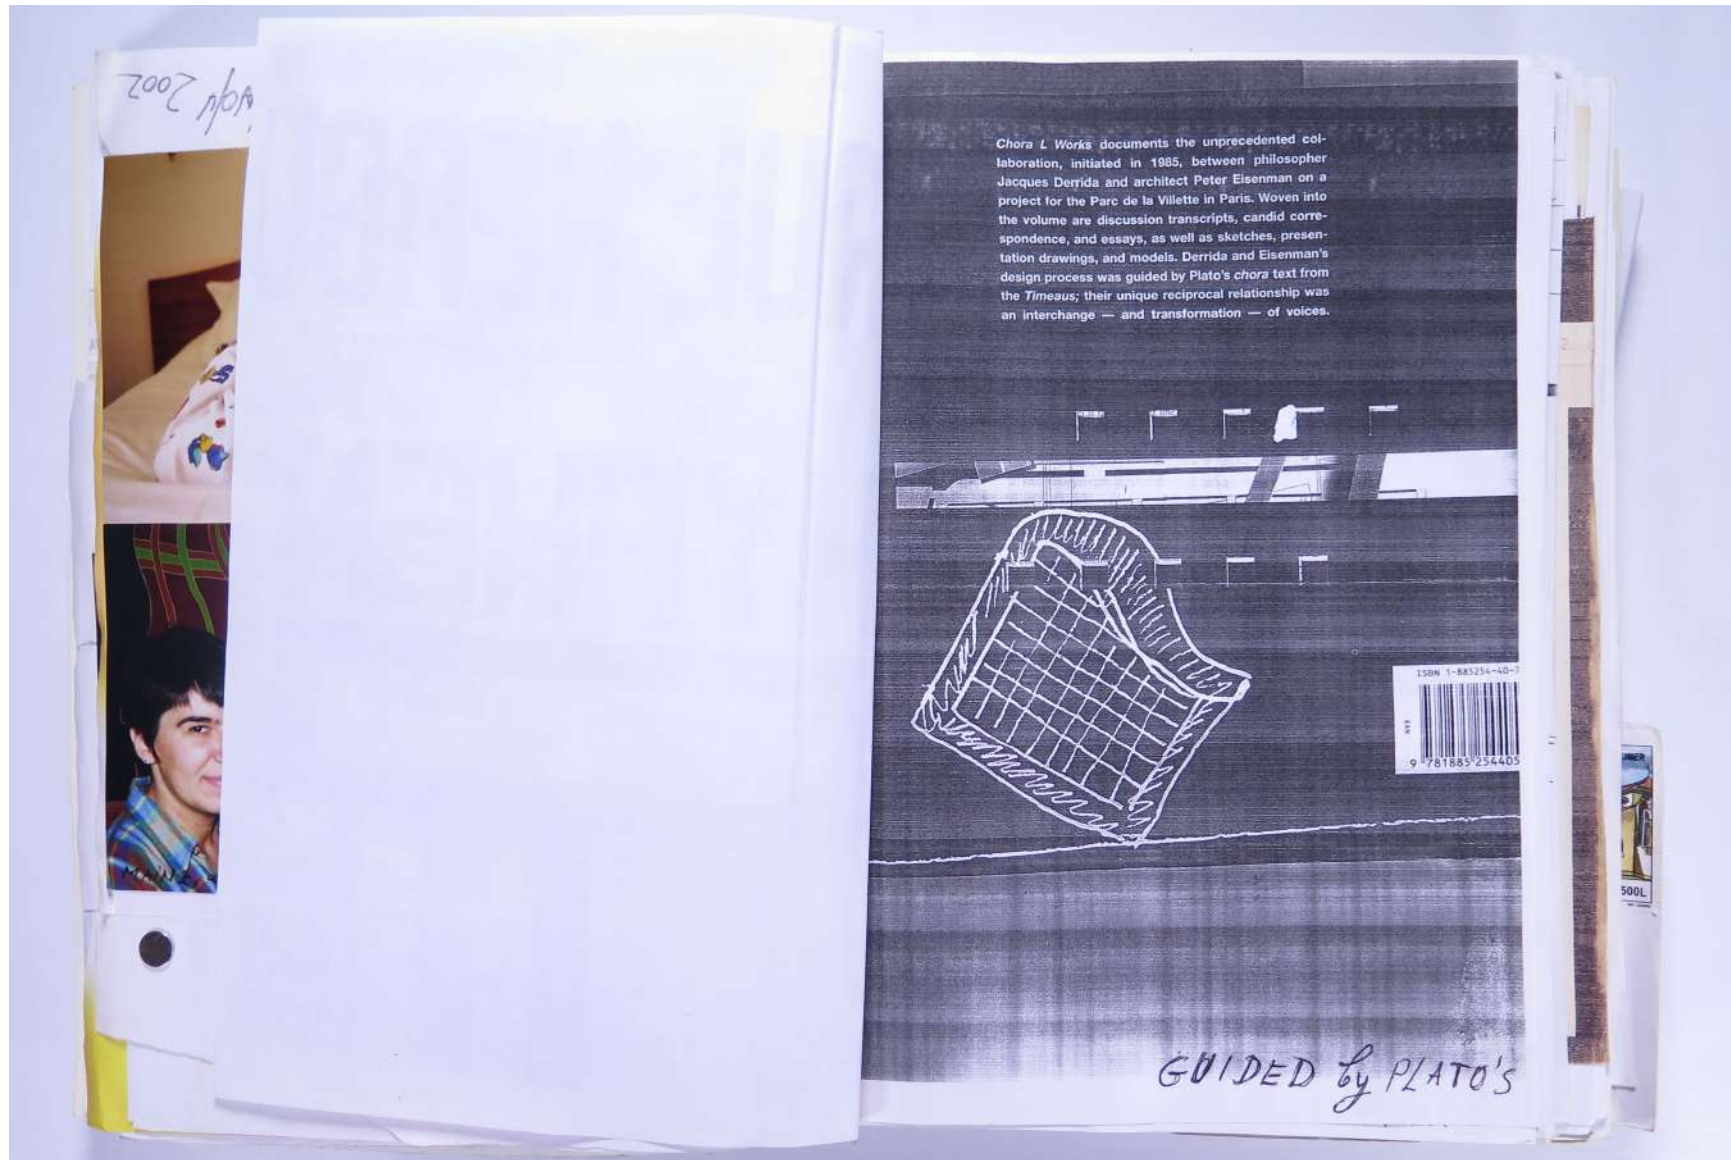 2002
Chora L Works documents the unprecedented col-
laboration, initiated in 1985, between philosopher
Jacques Derrida and architect Peter Eisenman on a
project for the Parc de la Villette in Paris. Woven into
the volume are discussion transcripts, candid corre-
spondence, and essays, as well as sketches, presen-
tation drawings, and models. Derrida and Eisenman's
design process was guided by Plato's chora text from
the Timeaus; their unique reciprocal relationship was
an interchange — and transformation — of voices.
ISBN 1-885254-40-7
EAN
9 781885 254405
500L
GUIDED by PLATO'S